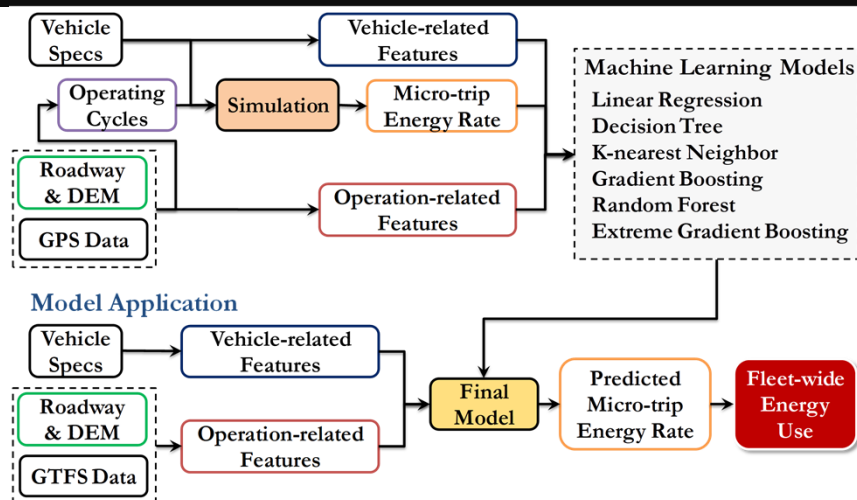 Vehicle
Specs
Vehicle-related
Features
Operating
Cycles
Simulation
Micro-trip
Energy Rate
Roadway
& DEM
GPS Data
Operation-related
Features
Machine Learning Models
Linear Regression
Decision Tree
K-nearest Neighbor
Gradient Boosting
Random Forest
Extreme Gradient Boosting
Model Application
Vehicle
Specs
Vehicle-related
Features
Roadway
& DEM
GTFS Data
Operation-related
Features
Final
Model
Predicted
Micro-trip
Energy Rate
Fleet-wide
Energy
Use